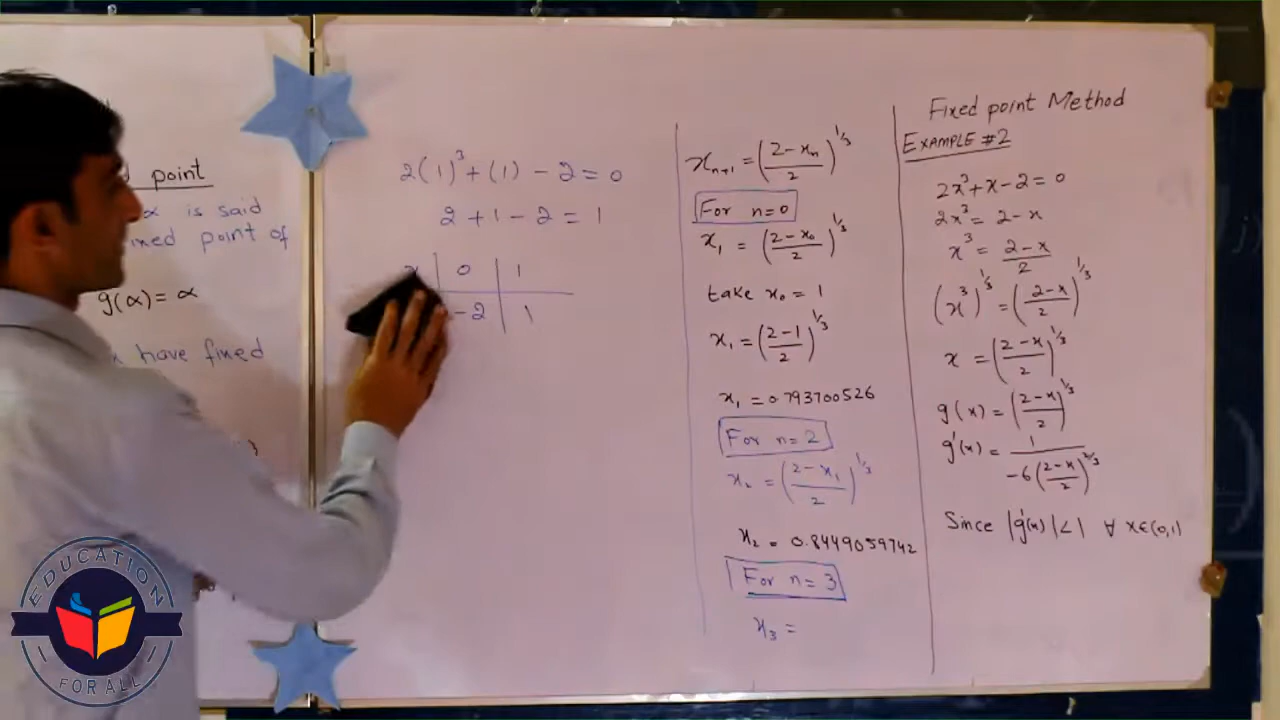 point
α is said
fixed point of
g(α) = α
have fixed
2(1)³ + (1) - 2 = 0
2 + 1 - 2 = 1
x | 0 | 1
-2 | 1
xₙ₊₁ = ((2-xₙ)/2)^1/3
For n=0
x₁ = ((2-x₀)/2)^1/3
take x₀ = 1
x₁ = ((2-1)/2)^1/3
x₁ = 0.793700526
For n=2
x₂ = ((2-x₁)/2)^1/3
x₂ = 0.8449059742
For n=3
x₃ =
Fixed point Method
EXAMPLE #2
2x³+x-2=0
2x³ = 2-x
x³ = (2-x)/2
(x³)^1/3 = ((2-x)/2)^1/3
x = ((2-x)/2)^1/3
g(x) = ((2-x)/2)^1/3
g'(x) = 1/(-6((2-x)/2)^2/3)
Since |g'(x)|<1 ∀ x∈(0,1)
EDUCATION
FOR ALL